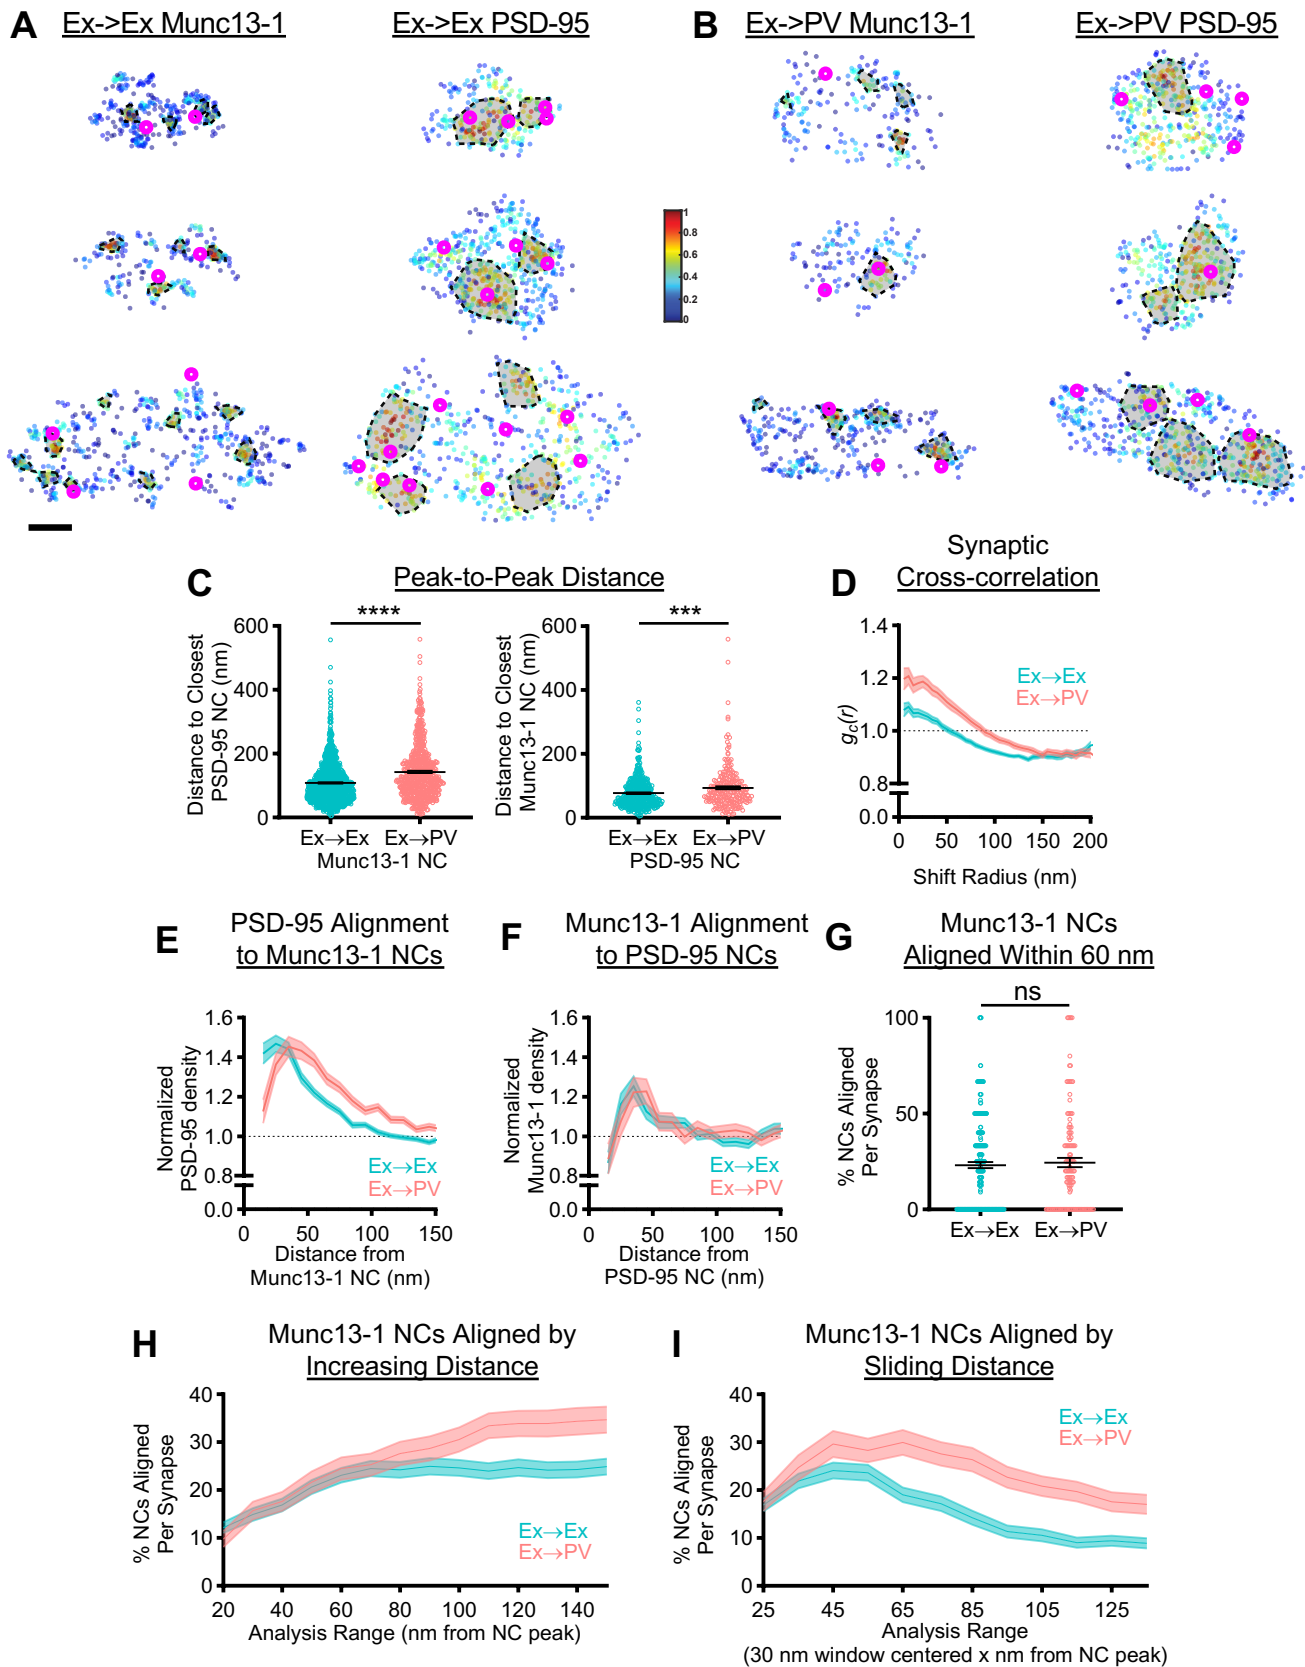 A
Ex->Ex Munc13-1
Ex->Ex PSD-95
B
Ex->PV Munc13-1
Ex->PV PSD-95
1
0.8
0.6
0.4
0.2
0
C
Peak-to-Peak Distance
Distance to Closest
PSD-95 NC (nm)
600
400
200
0
****
Ex→Ex
Ex→PV
Munc13-1 NC
Distance to Closest
Munc13-1 NC (nm)
600
400
200
0
***
Ex→Ex
Ex→PV
PSD-95 NC
D
Synaptic
Cross-correlation
gc(r)
1.4
1.2
1.0
0.8
0.0
Ex→Ex
Ex→PV
0 50 100 150 200
Shift Radius (nm)
E
PSD-95 Alignment
to Munc13-1 NCs
Normalized
PSD-95 density
1.6
1.4
1.2
1.0
0.8
0.0
Ex→Ex
Ex→PV
0 50 100 150
Distance from
Munc13-1 NC (nm)
F
Munc13-1 Alignment
to PSD-95 NCs
Normalized
Munc13-1 density
1.6
1.4
1.2
1.0
0.8
0.0
Ex→Ex
Ex→PV
0 50 100 150
Distance from
PSD-95 NC (nm)
G
Munc13-1 NCs
Aligned Within 60 nm
% NCs Aligned
Per Synapse
100
50
0
ns
Ex→Ex
Ex→PV
H
Munc13-1 NCs Aligned by
Increasing Distance
% NCs Aligned
Per Synapse
40
30
20
10
0
Ex→Ex
Ex→PV
20 40 60 80 100 120 140
Analysis Range (nm from NC peak)
I
Munc13-1 NCs Aligned by
Sliding Distance
% NCs Aligned
Per Synapse
40
30
20
10
0
Ex→Ex
Ex→PV
25 45 65 85 105 125
Analysis Range
(30 nm window centered x nm from NC peak)